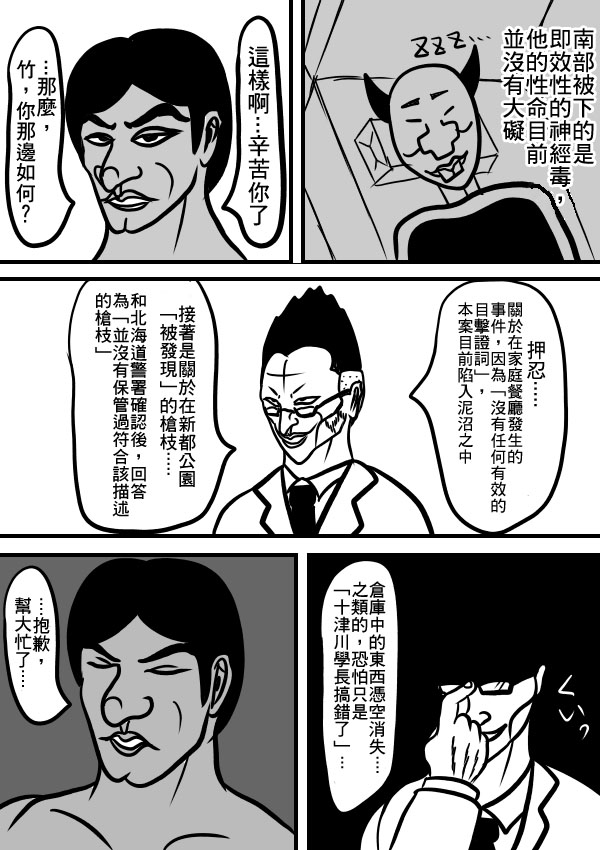 南部被下的是
即效性的神經毒，
他的性命目前
並沒有大礙
ZZZ…
這樣啊…辛苦你了
…那麼，
竹，你那邊如何？
押忍……
關於在家庭餐廳發生的
事件，因為「沒有任何有效的
目擊證詞」，
本案目前陷入泥沼之中
接著是關於在新都公園
「被發現」的槍枝……
和北海道警署確認後，回答
為「並沒有保管過符合該描述
的槍枝」
倉庫中的東西憑空消失…
之類的，恐怕只是
「十津川學長搞錯了」…
くいっ
…抱歉，
幫大忙了…